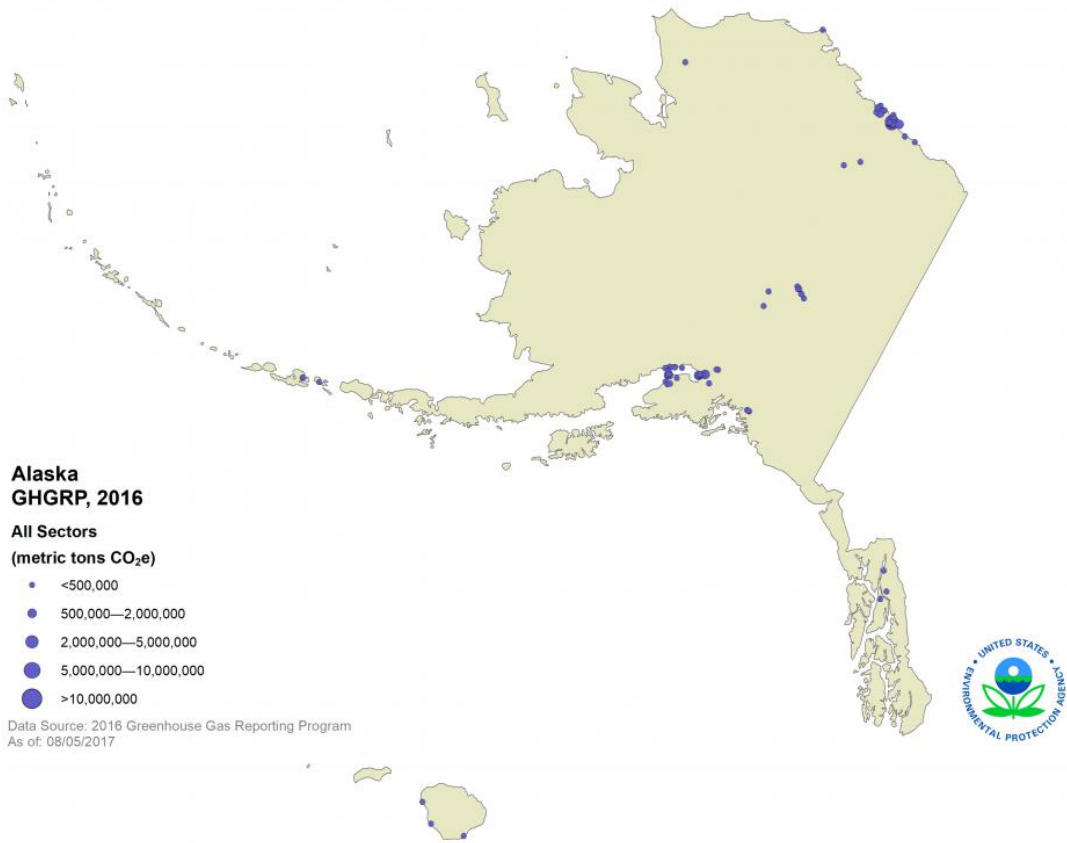 Alaska
GHGRP, 2016
All Sectors
(metric tons CO₂e)
<500,000
500,000—2,000,000
2,000,000—5,000,000
5,000,000—10,000,000
>10,000,000
Data Source: 2016 Greenhouse Gas Reporting Program
As of: 08/05/2017
UNITED STATES
ENVIRONMENTAL PROTECTION AGENCY